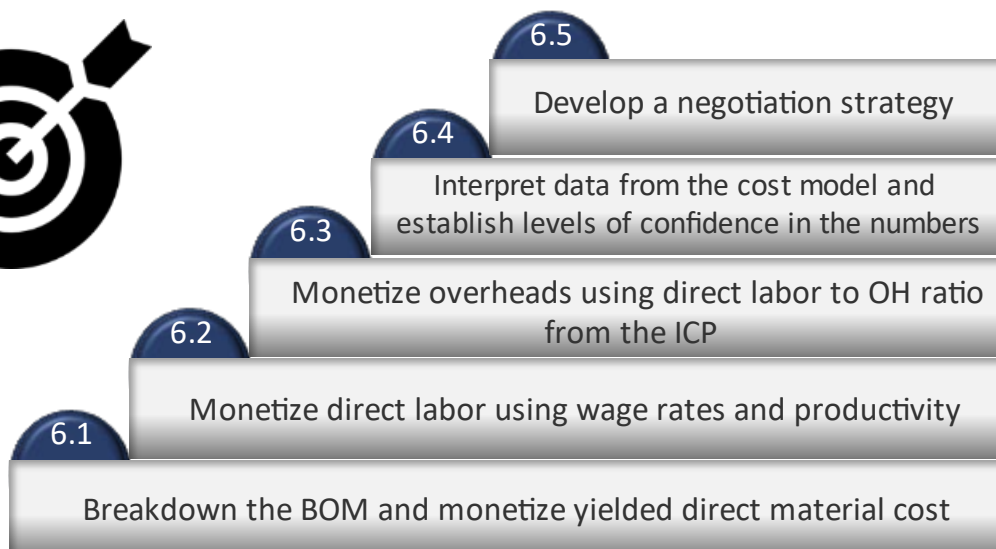 6.5
Develop a negotiation strategy
6.4
Interpret data from the cost model and
establish levels of confidence in the numbers
6.3
Monetize overheads using direct labor to OH ratio
from the ICP
6.2
Monetize direct labor using wage rates and productivity
6.1
Breakdown the BOM and monetize yielded direct material cost